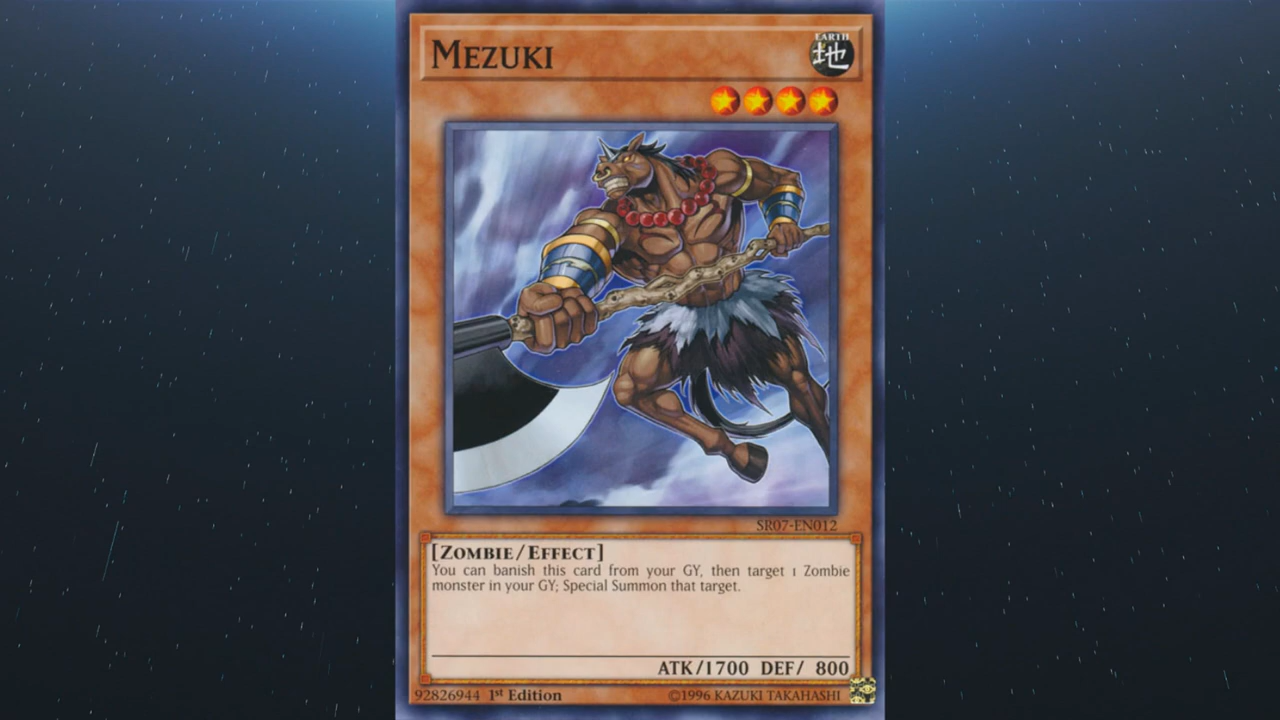 MEZUKI
EARTH
地
SR07-EN012
[ZOMBIE/EFFECT]
You can banish this card from your GY, then target 1 Zombie
monster in your GY; Special Summon that target.
ATK/1700 DEF/ 800
92826944 1st Edition ©1996 KAZUKI TAKAHASHI